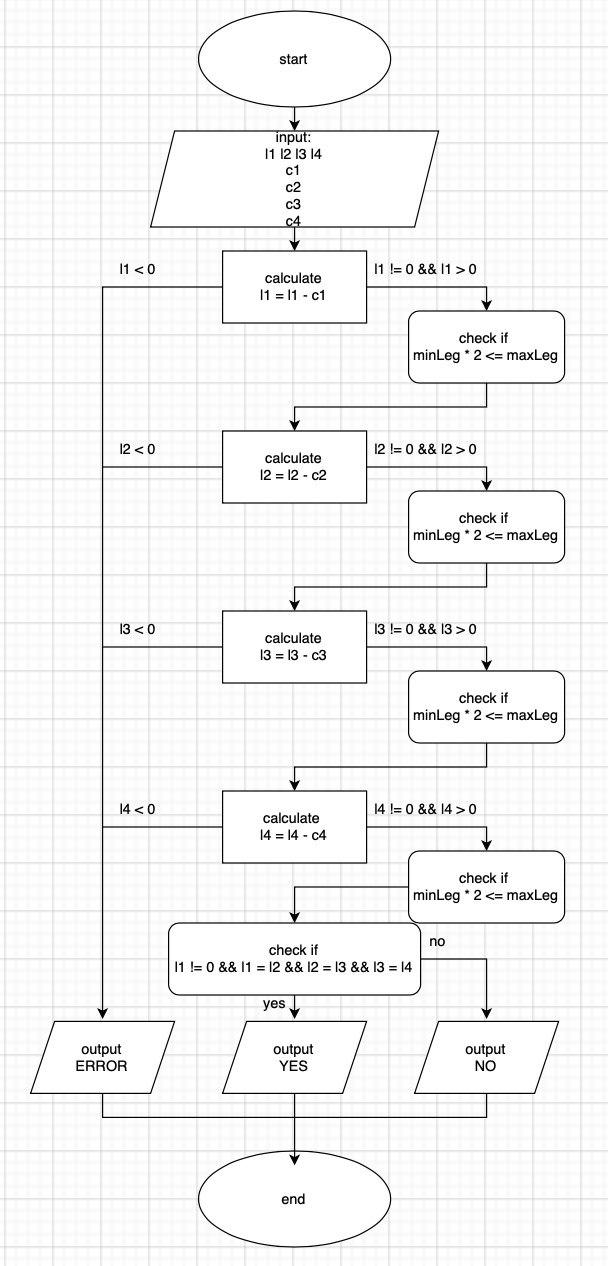 start
input:
l1 l2 l3 l4
c1
c2
c3
c4
l1 < 0
calculate
l1 = l1 - c1
l1 != 0 && l1 > 0
check if
minLeg * 2 <= maxLeg
l2 < 0
calculate
l2 = l2 - c2
l2 != 0 && l2 > 0
check if
minLeg * 2 <= maxLeg
l3 < 0
calculate
l3 = l3 - c3
l3 != 0 && l3 > 0
check if
minLeg * 2 <= maxLeg
l4 < 0
calculate
l4 = l4 - c4
l4 != 0 && l4 > 0
check if
minLeg * 2 <= maxLeg
check if
l1 != 0 && l1 = l2 && l2 = l3 && l3 = l4
no
yes
output
ERROR
output
YES
output
NO
end